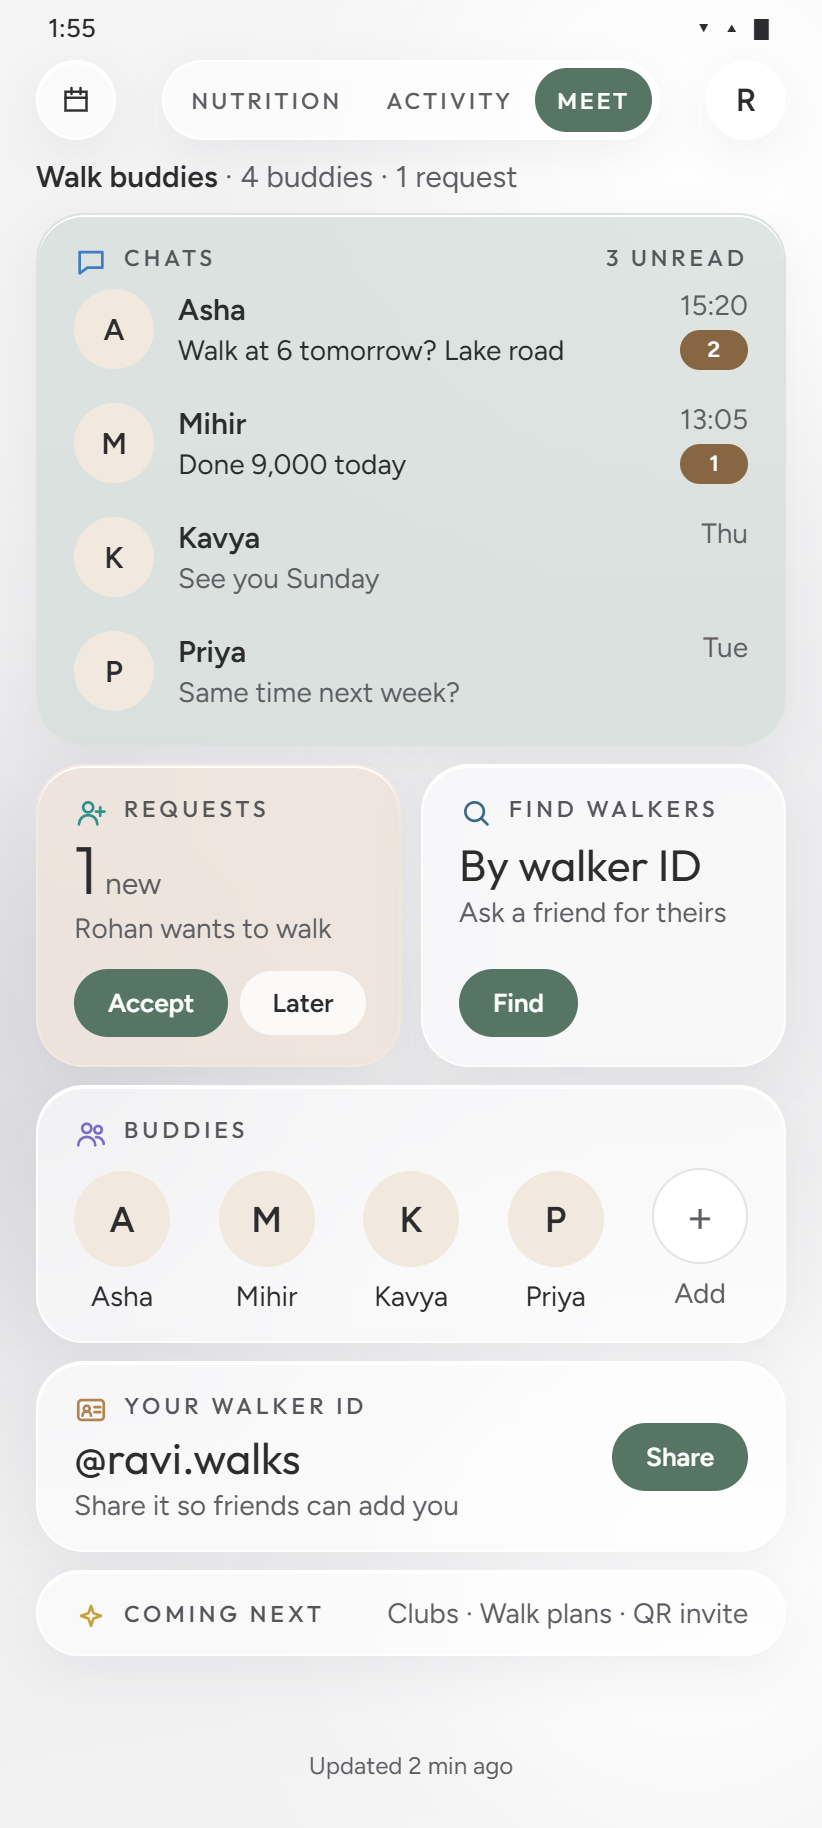 1:55
NUTRITION ACTIVITY MEET R
Walk buddies · 4 buddies · 1 request
CHATS 3 UNREAD
A Asha 15:20
Walk at 6 tomorrow? Lake road 2
M Mihir 13:05
Done 9,000 today 1
K Kavya Thu
See you Sunday
P Priya Tue
Same time next week?
REQUESTS
1 new
Rohan wants to walk
Accept Later
FIND WALKERS
By walker ID
Ask a friend for theirs
Find
BUDDIES
A M K P +
Asha Mihir Kavya Priya Add
YOUR WALKER ID
@ravi.walks
Share it so friends can add you
Share
COMING NEXT Clubs · Walk plans · QR invite
Updated 2 min ago